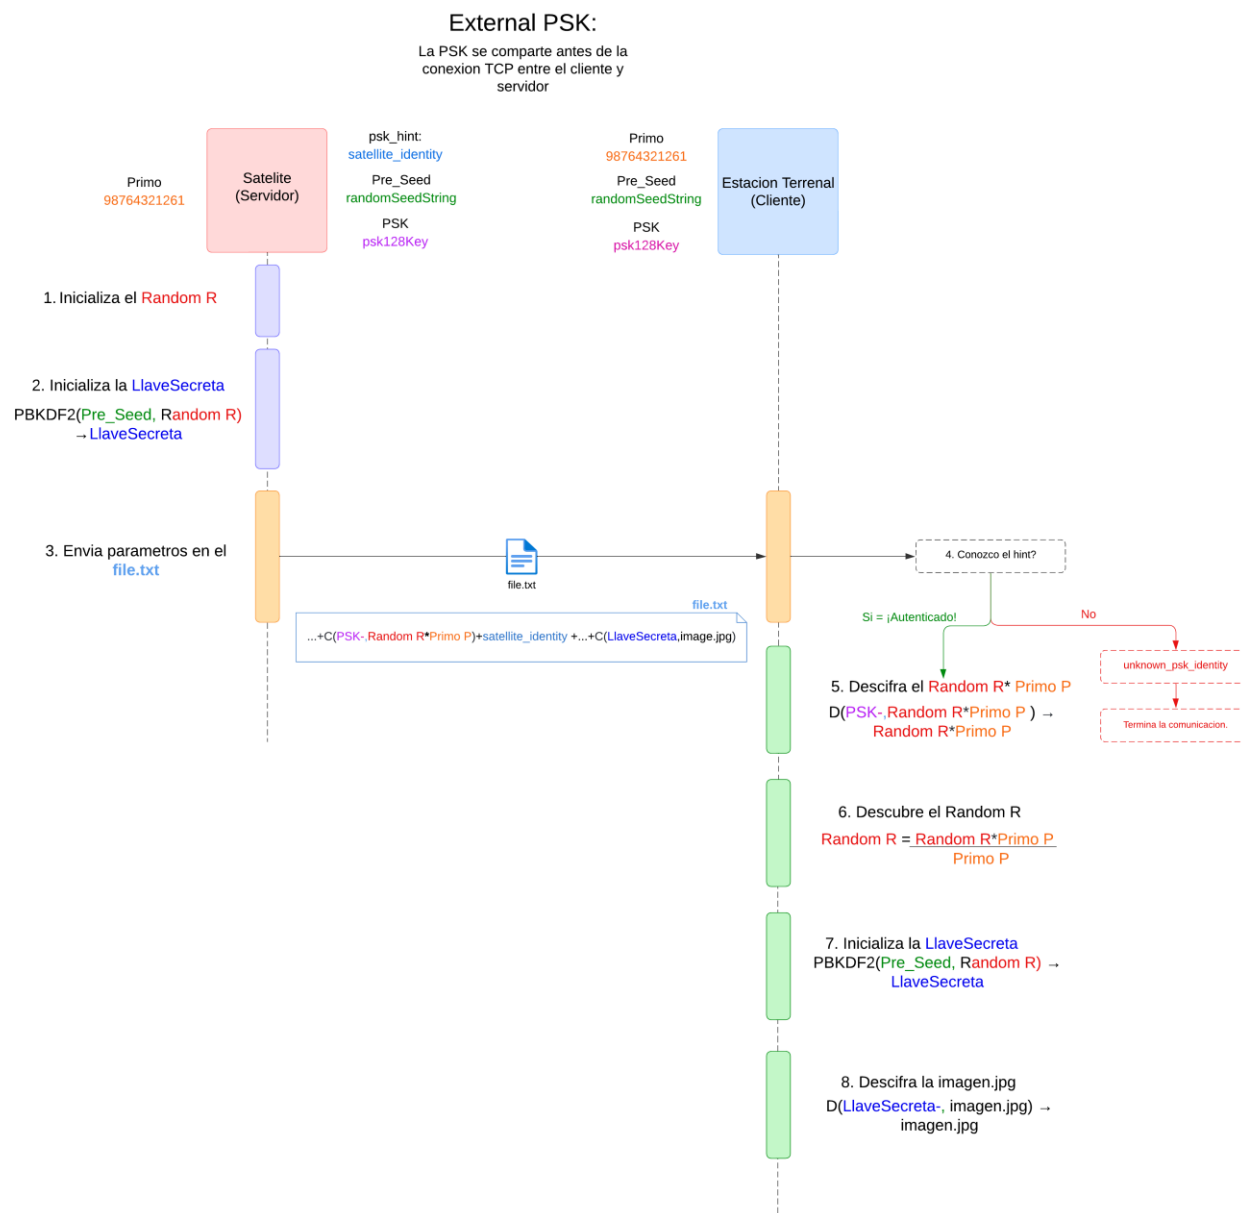 External PSK:
La PSK se comparte antes de la
conexion TCP entre el cliente y
servidor
Primo
98764321261
Satelite
(Servidor)
psk_hint:
satellite_identity
Pre_Seed
randomSeedString
PSK
psk128Key
Primo
98764321261
Pre_Seed
randomSeedString
PSK
psk128Key
Estacion Terrenal
(Cliente)
1. Inicializa el Random R
2. Inicializa la LlaveSecreta
PBKDF2(Pre_Seed, Random R)
→LlaveSecreta
3. Envia parametros en el
file.txt
file.txt
file.txt
...+C(PSK-,Random R*Primo P)+satellite_identity +...+C(LlaveSecreta,image.jpg)
4. Conozco el hint?
Si = ¡Autenticado!
No
unknown_psk_identity
Termina la comunicacion.
5. Descifra el Random R* Primo P
D(PSK-,Random R*Primo P ) →
Random R*Primo P
6. Descubre el Random R
Random R = Random R*Primo P
Primo P
7. Inicializa la LlaveSecreta
PBKDF2(Pre_Seed, Random R) →
LlaveSecreta
8. Descifra la imagen.jpg
D(LlaveSecreta-, imagen.jpg) →
imagen.jpg